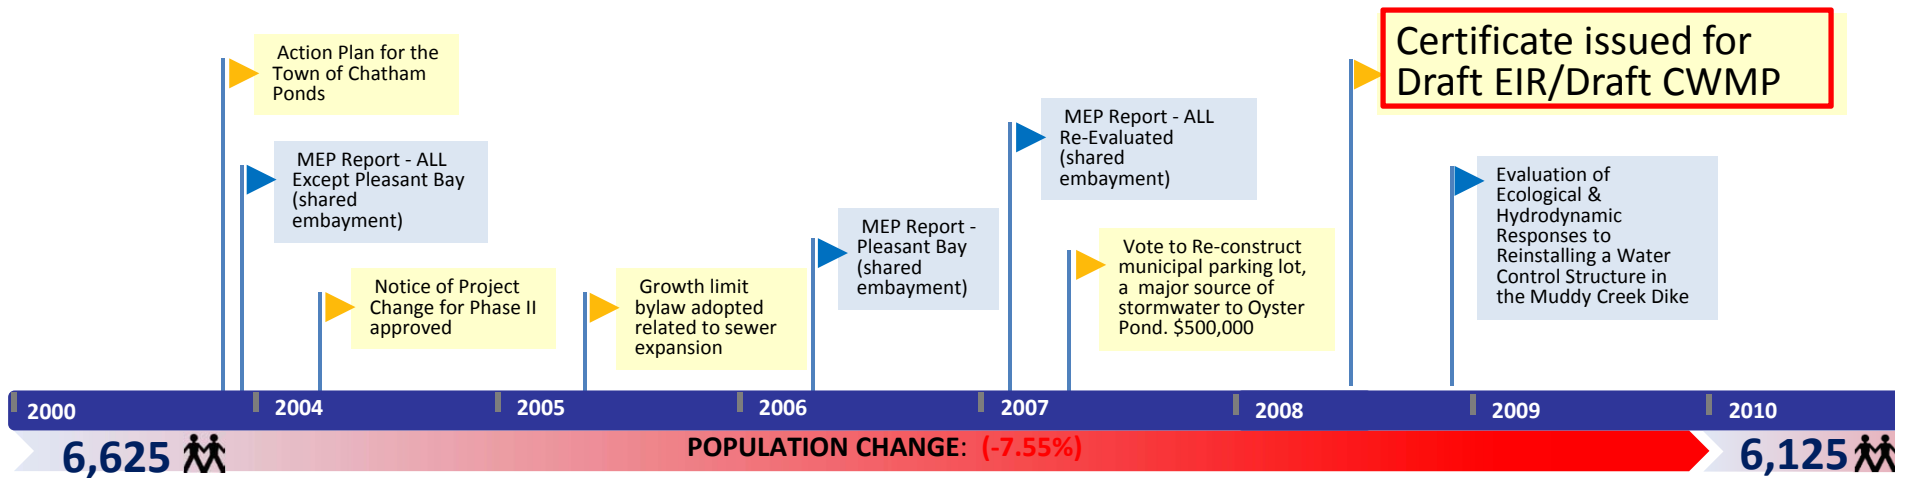 Action Plan for the
Town of Chatham
Ponds
MEP Report - ALL
Except Pleasant Bay
(shared
embayment)
Notice of Project
Change for Phase II
approved
Growth limit
bylaw adopted
related to sewer
expansion
MEP Report -
Pleasant Bay
(shared
embayment)
MEP Report - ALL
Re-Evaluated
(shared
embayment)
Vote to Re-construct
municipal parking lot,
a major source of
stormwater to Oyster
Pond. $500,000
Certificate issued for
Draft EIR/Draft CWMP
Evaluation of
Ecological &
Hydrodynamic
Responses to
Reinstalling a Water
Control Structure in
the Muddy Creek Dike
2000 2004 2005 2006 2007 2008 2009 2010
6,625 POPULATION CHANGE: (-7.55%) 6,125